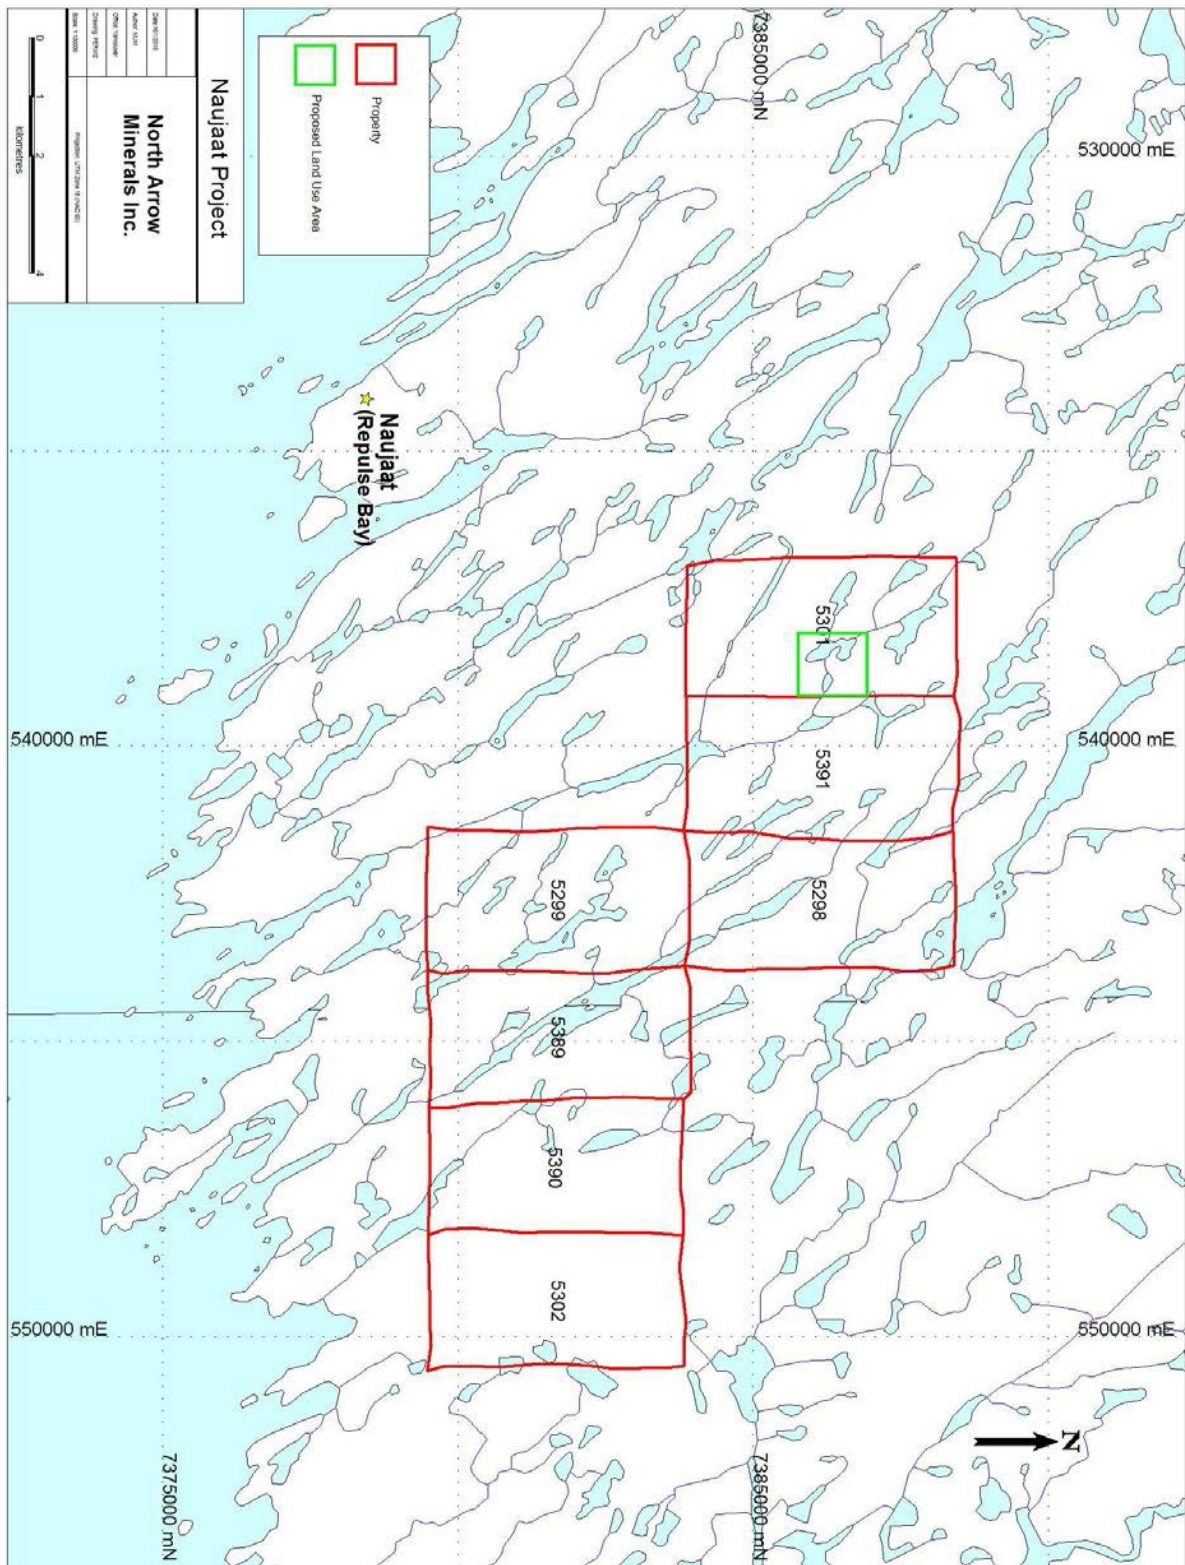 530000 mE
540000 mE
550000 mE
7385000 mN
7385000 mN
7375000 mN
540000 mE
550000 mE
N
5301
5391
5298
5299
5389
5390
5302
Naujaat
(Repulse Bay)
Property
Proposed Land Use Area
Naujaat Project
North Arrow
Minerals Inc.
0 1 2 4
kilometres